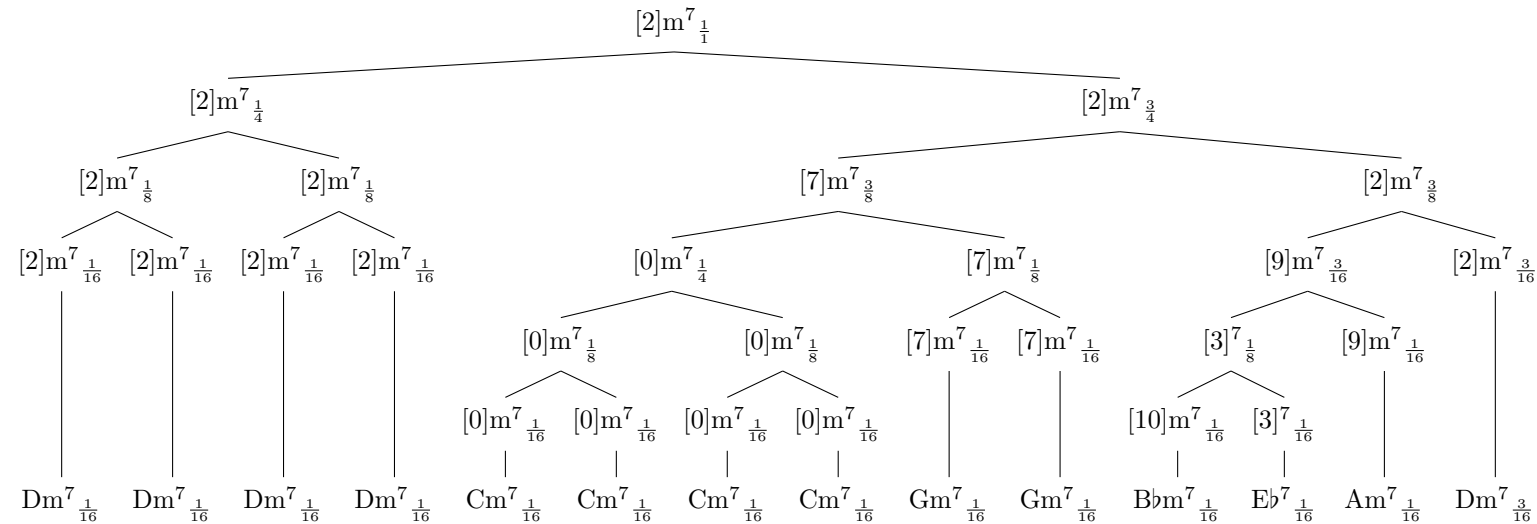 [2]m⁷ 1/1
[2]m⁷ 1/4 [2]m⁷ 3/4
[2]m⁷ 1/8 [2]m⁷ 1/8 [7]m⁷ 3/8 [2]m⁷ 3/8
[2]m⁷ 1/16 [2]m⁷ 1/16 [2]m⁷ 1/16 [2]m⁷ 1/16 [0]m⁷ 1/4 [7]m⁷ 1/8 [9]m⁷ 3/16 [2]m⁷ 3/16
[0]m⁷ 1/8 [0]m⁷ 1/8 [7]m⁷ 1/16 [7]m⁷ 1/16 [3]⁷ 1/8 [9]m⁷ 1/16
[0]m⁷ 1/16 [0]m⁷ 1/16 [0]m⁷ 1/16 [0]m⁷ 1/16 [10]m⁷ 1/16 [3]⁷ 1/16
Dm⁷ 1/16 Dm⁷ 1/16 Dm⁷ 1/16 Dm⁷ 1/16 Cm⁷ 1/16 Cm⁷ 1/16 Cm⁷ 1/16 Cm⁷ 1/16 Gm⁷ 1/16 Gm⁷ 1/16 B♭m⁷ 1/16 E♭⁷ 1/16 Am⁷ 1/16 Dm⁷ 3/16